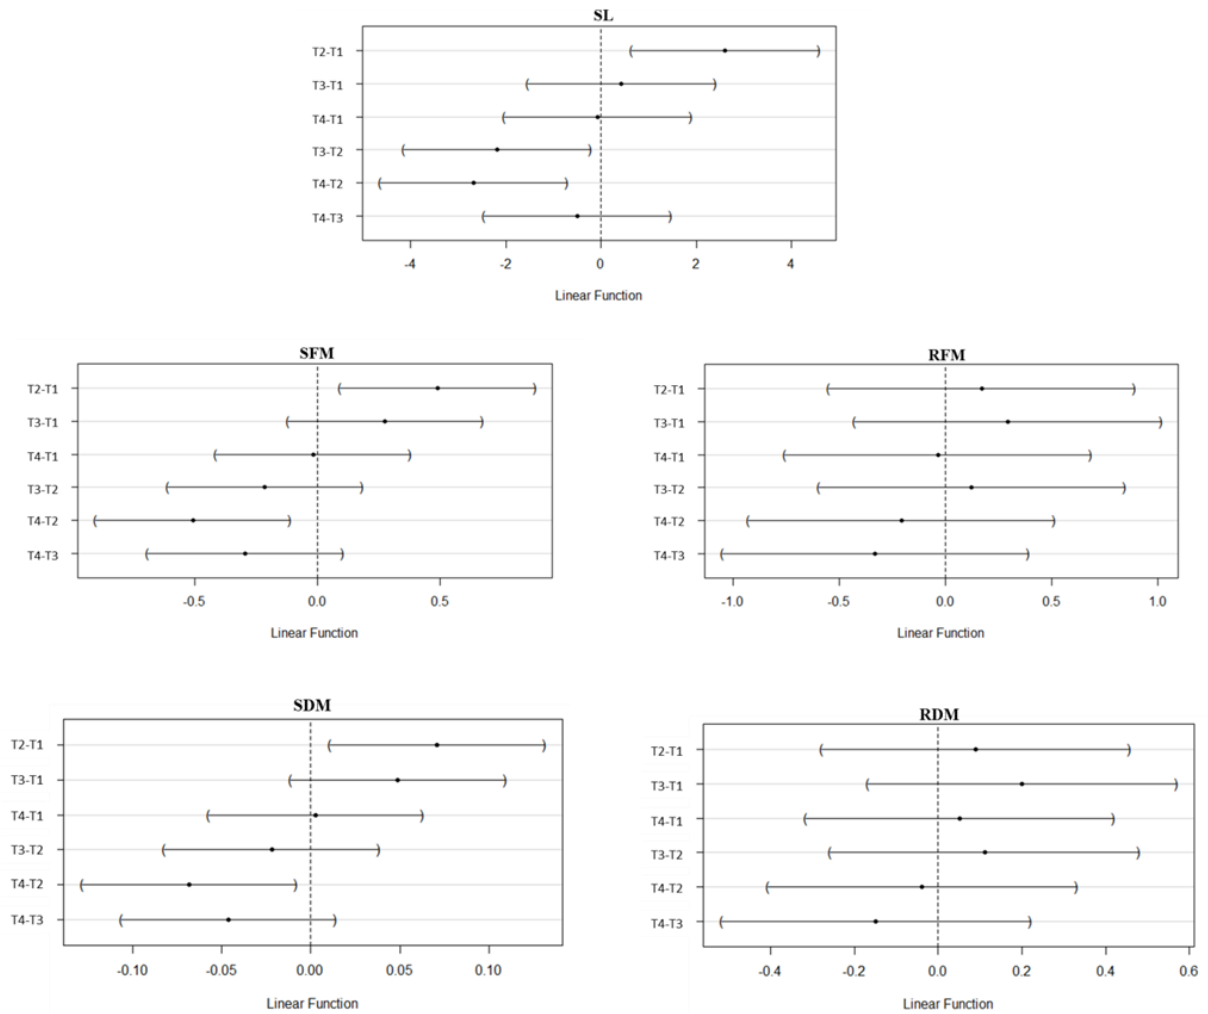 SL
T2-T1
T3-T1
T4-T1
T3-T2
T4-T2
T4-T3
-4 -2 0 2 4
Linear Function
SFM
T2-T1
T3-T1
T4-T1
T3-T2
T4-T2
T4-T3
-0.5 0.0 0.5
Linear Function
RFM
T2-T1
T3-T1
T4-T1
T3-T2
T4-T2
T4-T3
-1.0 -0.5 0.0 0.5 1.0
Linear Function
SDM
T2-T1
T3-T1
T4-T1
T3-T2
T4-T2
T4-T3
-0.10 -0.05 0.00 0.05 0.10
Linear Function
RDM
T2-T1
T3-T1
T4-T1
T3-T2
T4-T2
T4-T3
-0.4 -0.2 0.0 0.2 0.4 0.6
Linear Function